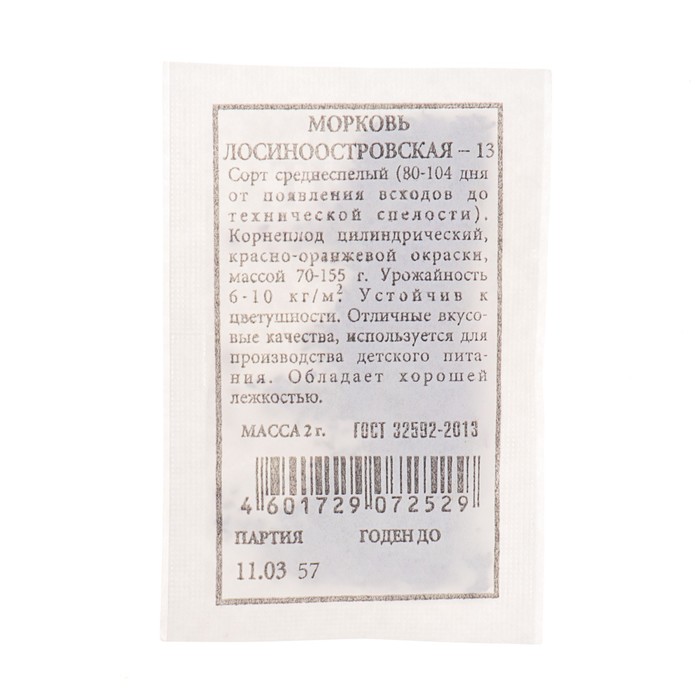 МОРКОВЬ
ЛОСИНООСТРОВСКАЯ – 13
Сорт среднеспелый (80-104 дня
от появления всходов до
технической спелости).
Корнеплод цилиндрический,
красно-оранжевой окраски,
массой 70-155 г. Урожайность
6-10 кг/м². Устойчив к
цветушности. Отличные вкусо-
вые качества, используется для
производства детского пита-
ния. Обладает хорошей
лежкостью.
МАССА 2 г. ГОСТ 32592-2013
4 601729 072529
ПАРТИЯ ГОДЕН ДО
11.03 57